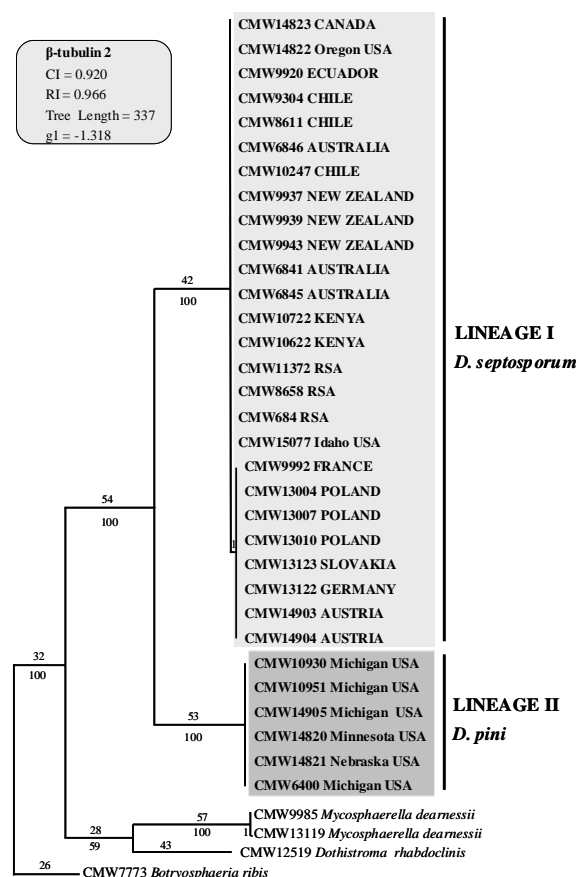 β-tubulin 2
CI = 0.920
RI = 0.966
Tree Length = 337
g1 = -1.318
CMW14823 CANADA
CMW14822 Oregon USA
CMW9920 ECUADOR
CMW9304 CHILE
CMW8611 CHILE
CMW6846 AUSTRALIA
CMW10247 CHILE
CMW9937 NEW ZEALAND
CMW9939 NEW ZEALAND
CMW9943 NEW ZEALAND
CMW6841 AUSTRALIA
CMW6845 AUSTRALIA
CMW10722 KENYA
CMW10622 KENYA
CMW11372 RSA
CMW8658 RSA
CMW684 RSA
CMW15077 Idaho USA
CMW9992 FRANCE
CMW13004 POLAND
CMW13007 POLAND
CMW13010 POLAND
CMW13123 SLOVAKIA
CMW13122 GERMANY
CMW14903 AUSTRIA
CMW14904 AUSTRIA
LINEAGE I
D. septosporum
42
100
1
54
100
CMW10930 Michigan USA
CMW10951 Michigan USA
CMW14905 Michigan USA
CMW14820 Minnesota USA
CMW14821 Nebraska USA
CMW6400 Michigan USA
LINEAGE II
D. pini
53
100
32
100
CMW9985 Mycosphaerella dearnessii
CMW13119 Mycosphaerella dearnessii
CMW12519 Dothistroma rhabdoclinis
CMW7773 Botryosphaeria ribis
57
100
1
28
59
43
26